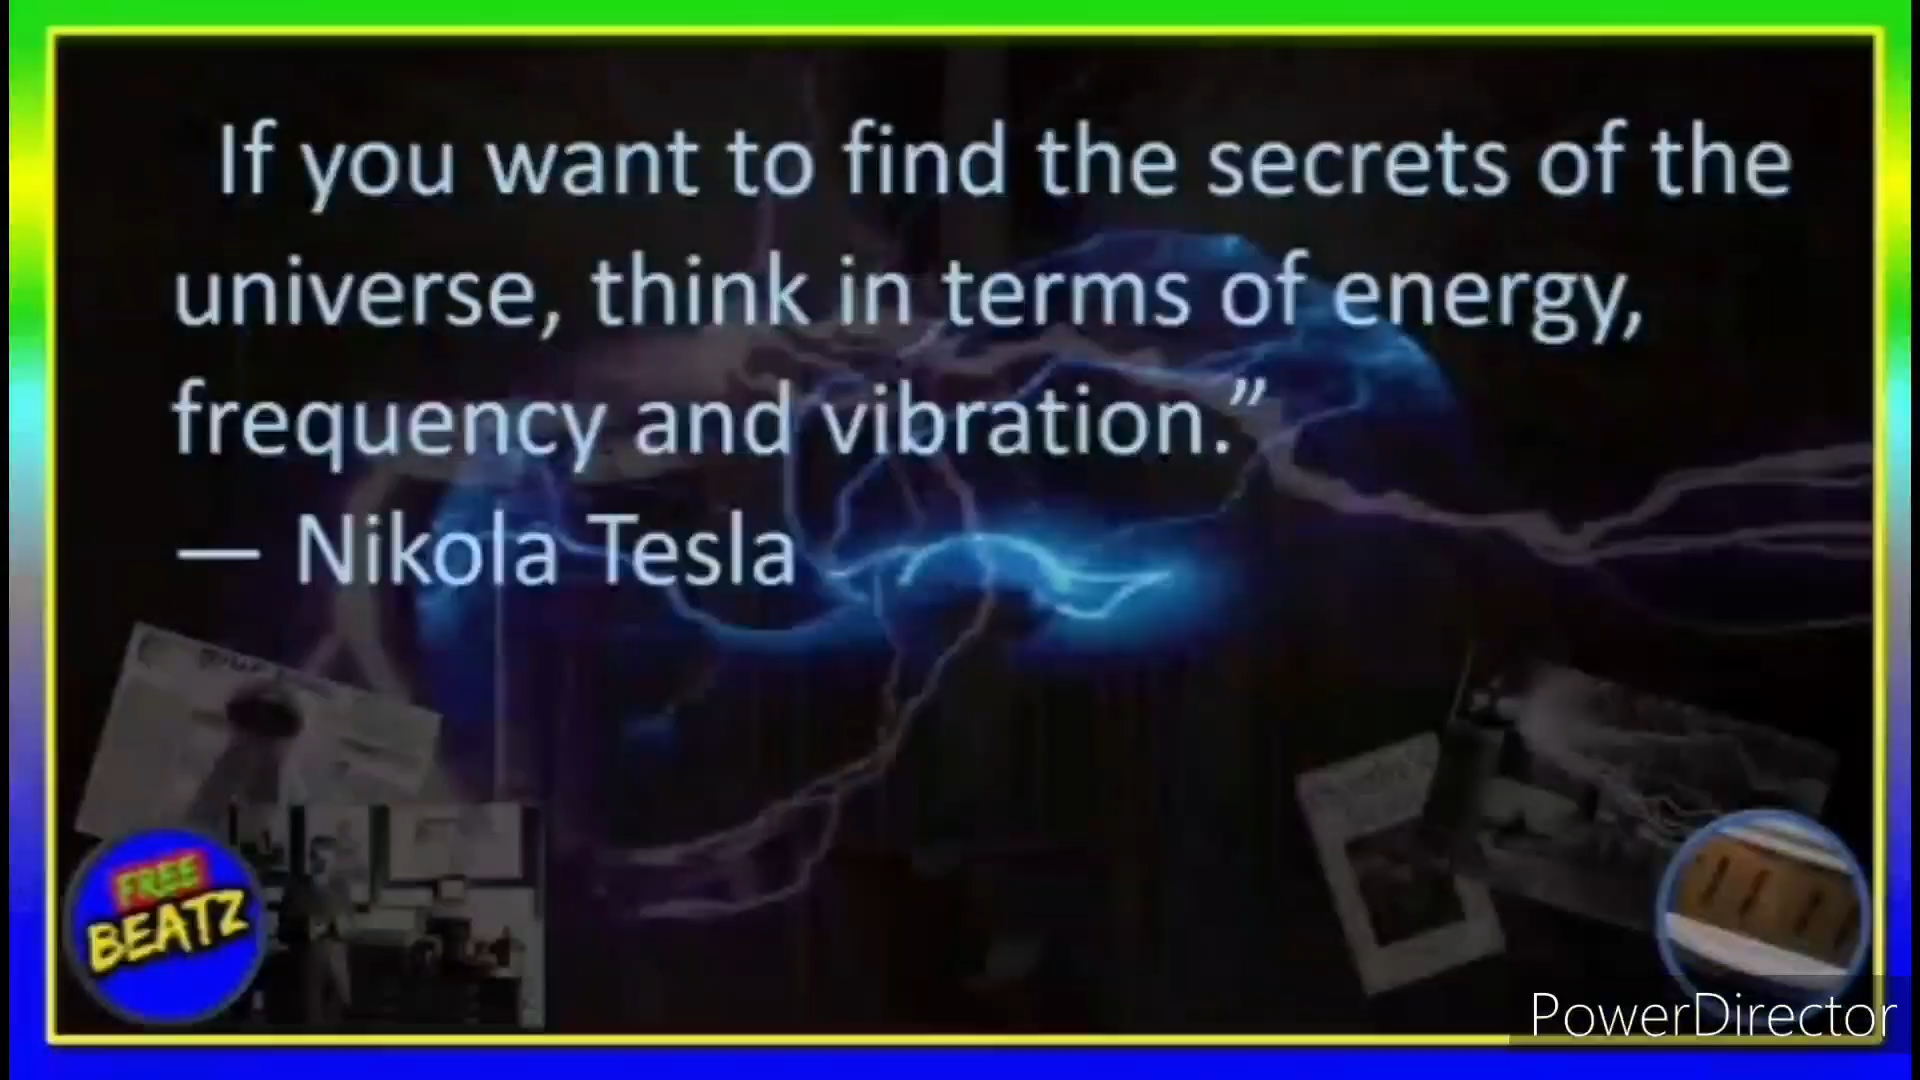 If you want to find the secrets of the
universe, think in terms of energy,
frequency and vibration.”
— Nikola Tesla
FREE
BEATZ
PowerDirector